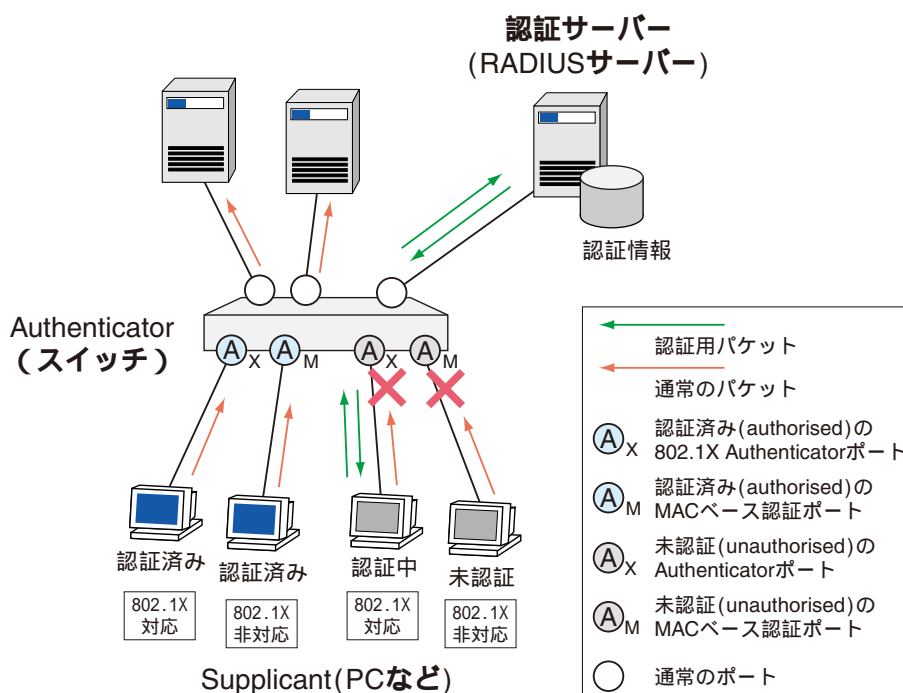 認証サーバー
(RADIUSサーバー)
認証情報
Authenticator
(スイッチ)
A X
A M
A X
A M
認証済み
認証済み
認証中
未認証
802.1X
対応
802.1X
非対応
802.1X
対応
802.1X
非対応
Supplicant(PCなど)
認証用パケット
通常のパケット
A X 認証済み(authorised)の
802.1X Authenticatorポート
A M 認証済み(authorised)の
MACベース認証ポート
A X 未認証(unauthorised)の
Authenticatorポート
A M 未認証(unauthorised)の
MACベース認証ポート
通常のポート